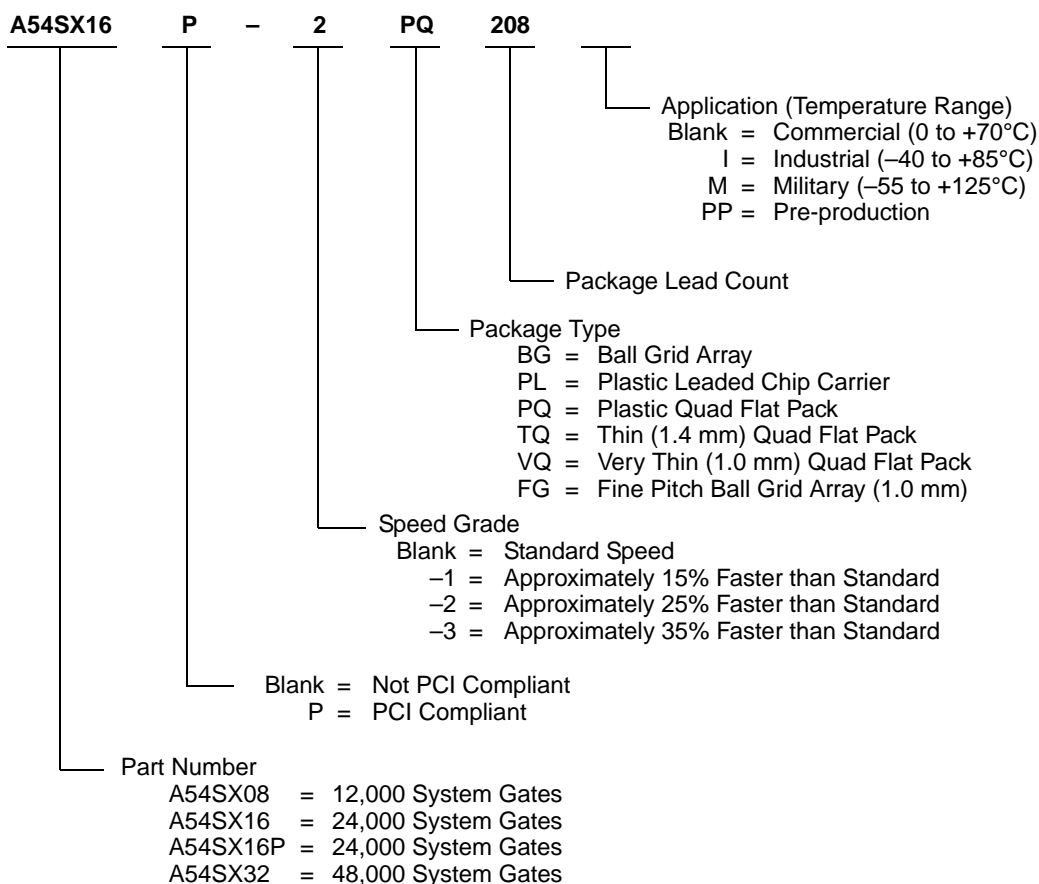 A54SX16 P – 2 PQ 208
Application (Temperature Range)
Blank = Commercial (0 to +70°C)
I = Industrial (–40 to +85°C)
M = Military (–55 to +125°C)
PP = Pre-production
Package Lead Count
Package Type
BG = Ball Grid Array
PL = Plastic Leaded Chip Carrier
PQ = Plastic Quad Flat Pack
TQ = Thin (1.4 mm) Quad Flat Pack
VQ = Very Thin (1.0 mm) Quad Flat Pack
FG = Fine Pitch Ball Grid Array (1.0 mm)
Speed Grade
Blank = Standard Speed
–1 = Approximately 15% Faster than Standard
–2 = Approximately 25% Faster than Standard
–3 = Approximately 35% Faster than Standard
Blank = Not PCI Compliant
P = PCI Compliant
Part Number
A54SX08 = 12,000 System Gates
A54SX16 = 24,000 System Gates
A54SX16P = 24,000 System Gates
A54SX32 = 48,000 System Gates